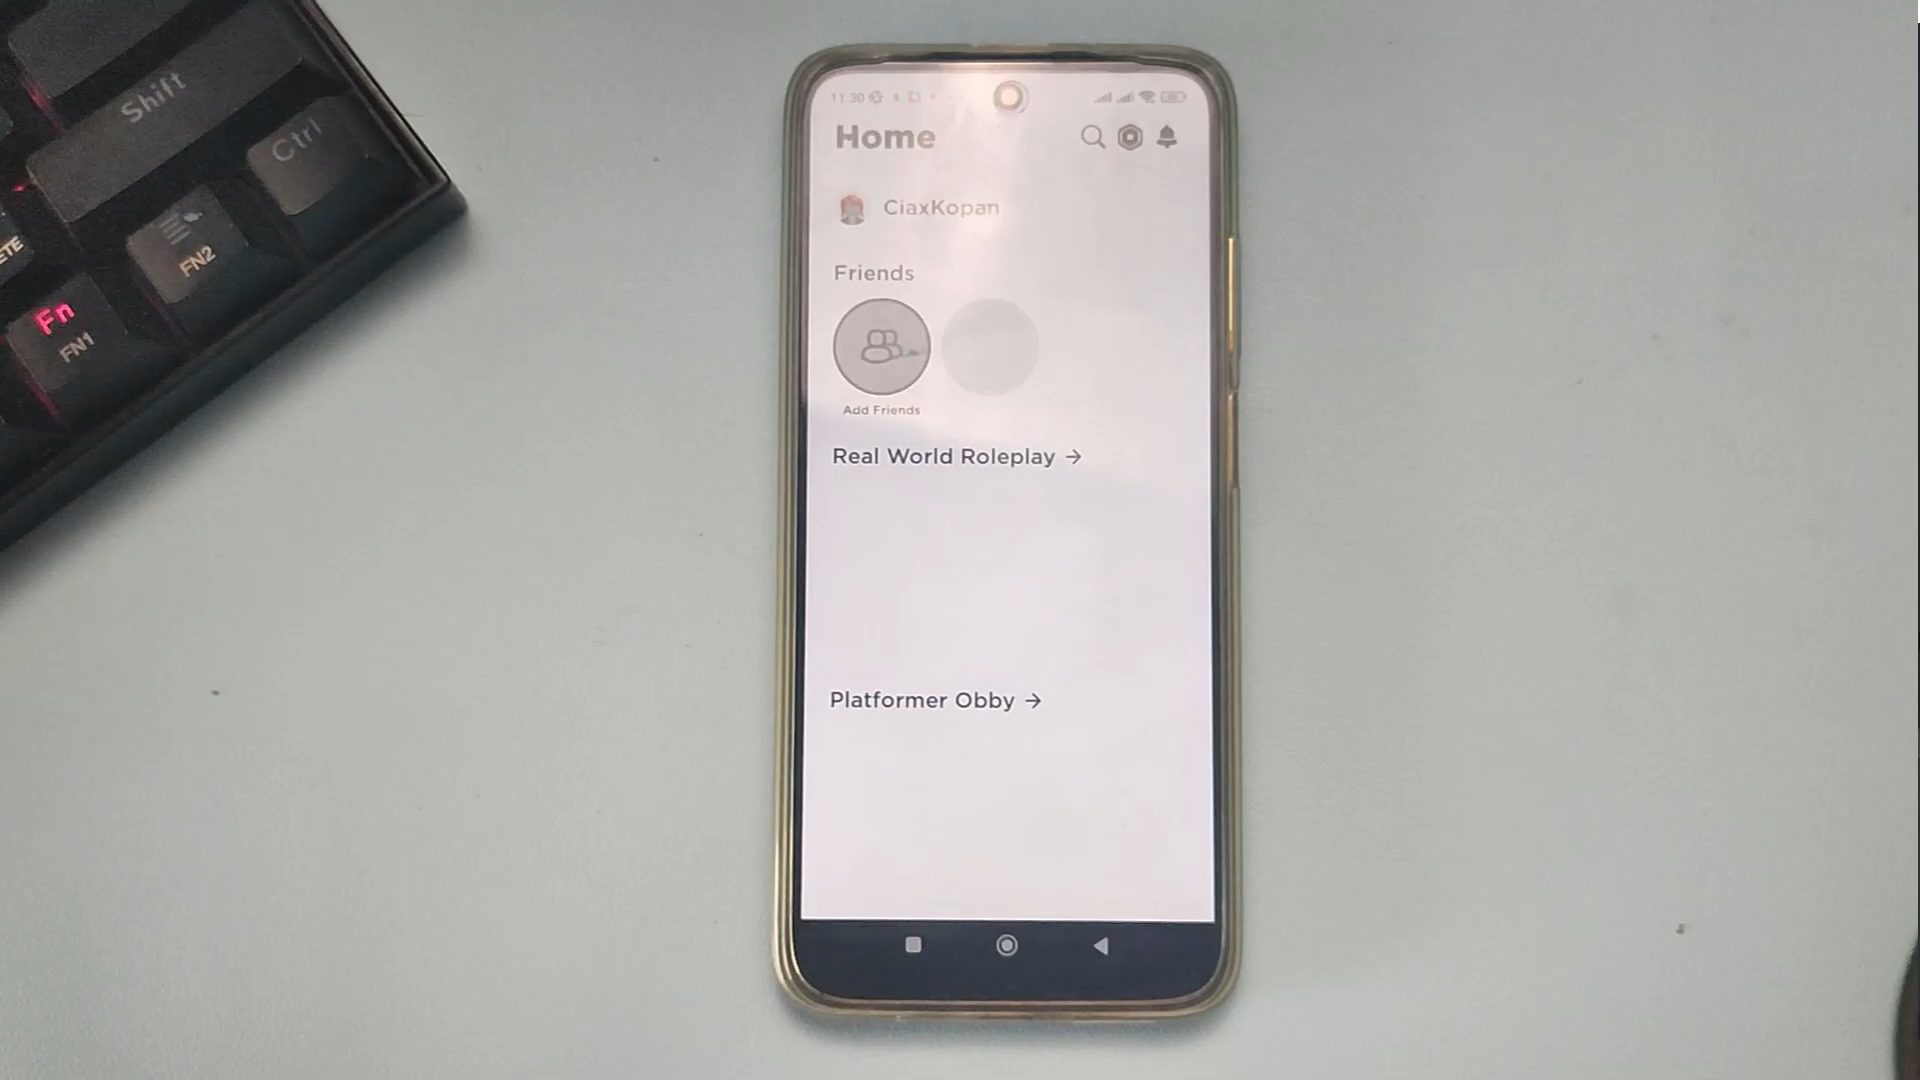 Shift
Ctrl
FN2
ETE
Fn
FN1
11:30
Home
CiaxKopan
Friends
Add Friends
Real World Roleplay →
Platformer Obby →